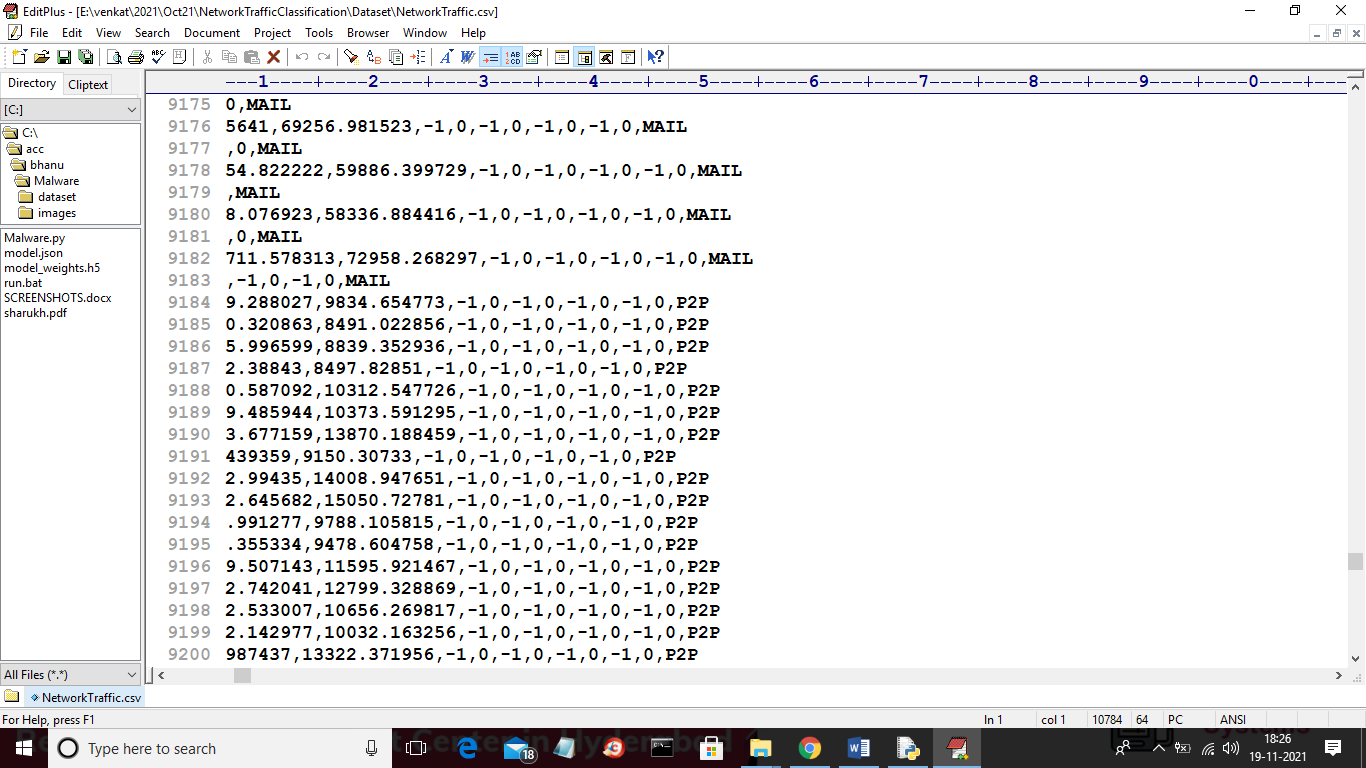 EditPlus - [E:\venkat\2021\Oct21\NetworkTrafficClassification\Dataset\NetworkTraffic.csv]
File Edit View Search Document Project Tools Browser Window Help
Directory Cliptext
[C:]
C:\
acc
bhanu
Malware
dataset
images
Malware.py
model.json
model_weights.h5
run.bat
SCREENSHOTS.docx
sharukh.pdf
All Files (*.*)
----1----+----2----+----3----+----4----+----5----+----6----+----7----+----8----+----9----+----0----+---
9175 0,MAIL
9176 5641,69256.981523,-1,0,-1,0,-1,0,-1,0,MAIL
9177 ,0,MAIL
9178 54.822222,59886.399729,-1,0,-1,0,-1,0,-1,0,MAIL
9179 ,MAIL
9180 8.076923,58336.884416,-1,0,-1,0,-1,0,-1,0,MAIL
9181 ,0,MAIL
9182 711.578313,72958.268297,-1,0,-1,0,-1,0,-1,0,MAIL
9183 ,-1,0,-1,0,MAIL
9184 9.288027,9834.654773,-1,0,-1,0,-1,0,-1,0,P2P
9185 0.320863,8491.022856,-1,0,-1,0,-1,0,-1,0,P2P
9186 5.996599,8839.352936,-1,0,-1,0,-1,0,-1,0,P2P
9187 2.38843,8497.82851,-1,0,-1,0,-1,0,-1,0,P2P
9188 0.587092,10312.547726,-1,0,-1,0,-1,0,-1,0,P2P
9189 9.485944,10373.591295,-1,0,-1,0,-1,0,-1,0,P2P
9190 3.677159,13870.188459,-1,0,-1,0,-1,0,-1,0,P2P
9191 439359,9150.30733,-1,0,-1,0,-1,0,-1,0,P2P
9192 2.99435,14008.947651,-1,0,-1,0,-1,0,-1,0,P2P
9193 2.645682,15050.72781,-1,0,-1,0,-1,0,-1,0,P2P
9194 .991277,9788.105815,-1,0,-1,0,-1,0,-1,0,P2P
9195 .355334,9478.604758,-1,0,-1,0,-1,0,-1,0,P2P
9196 9.507143,11595.921467,-1,0,-1,0,-1,0,-1,0,P2P
9197 2.742041,12799.328869,-1,0,-1,0,-1,0,-1,0,P2P
9198 2.533007,10656.269817,-1,0,-1,0,-1,0,-1,0,P2P
9199 2.142977,10032.163256,-1,0,-1,0,-1,0,-1,0,P2P
9200 987437,13322.371956,-1,0,-1,0,-1,0,-1,0,P2P
NetworkTraffic.csv
For Help, press F1 ln 1 col 1 10784 64 PC ANSI
Type here to search
18
18:26
19-11-2021